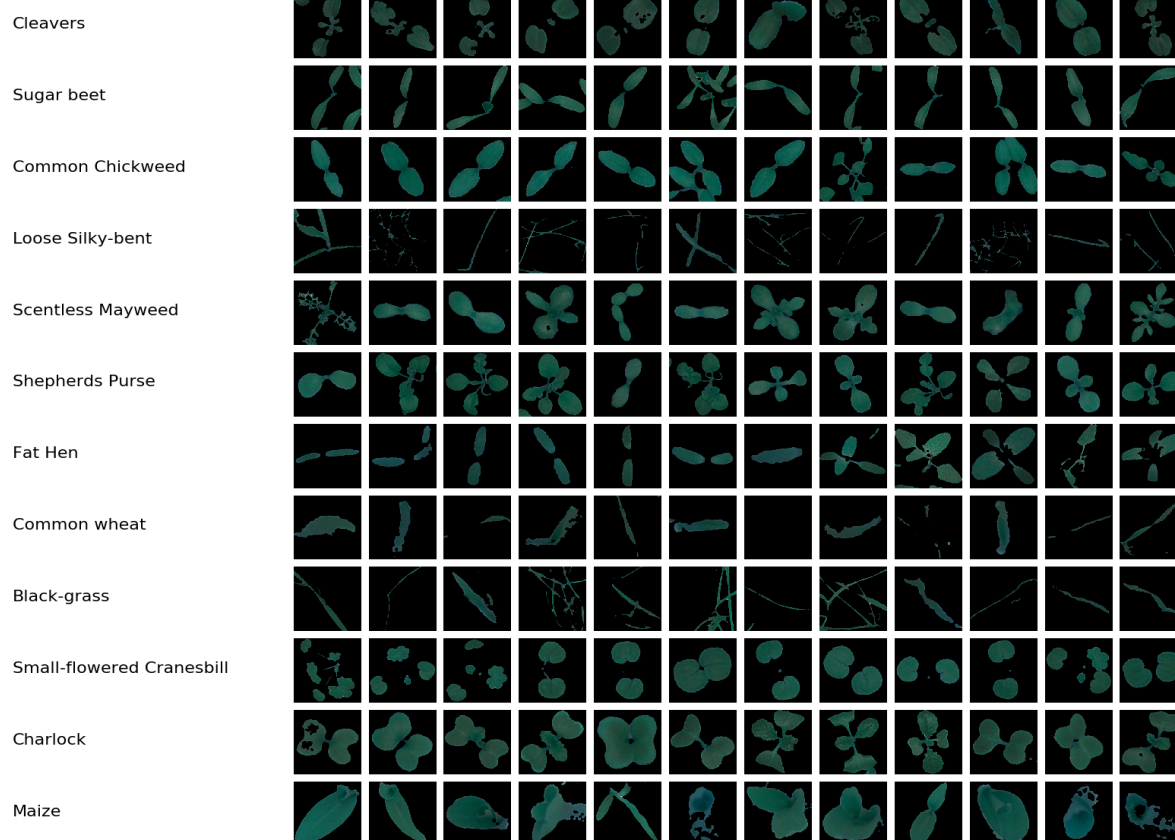 Cleavers
Sugar beet
Common Chickweed
Loose Silky-bent
Scentless Mayweed
Shepherds Purse
Fat Hen
Common wheat
Black-grass
Small-flowered Cranesbill
Charlock
Maize